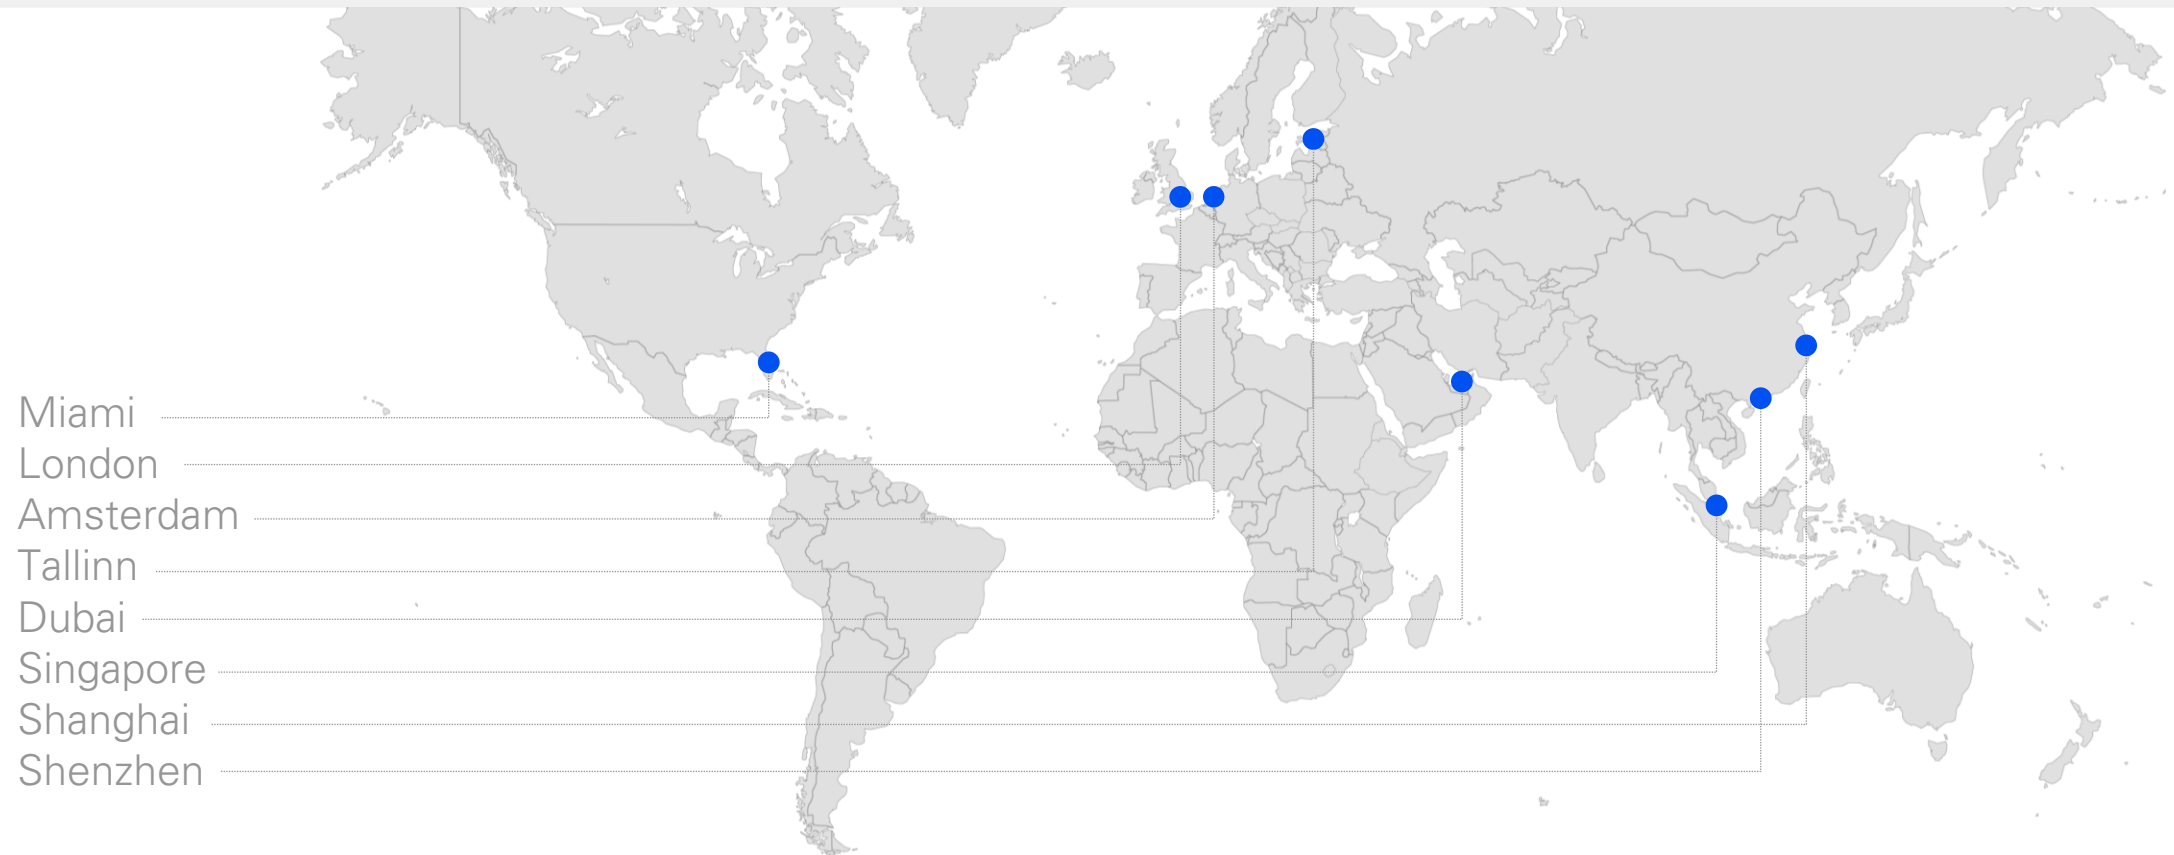 Miami
London
Amsterdam
Tallinn
Dubai
Singapore
Shanghai
Shenzhen